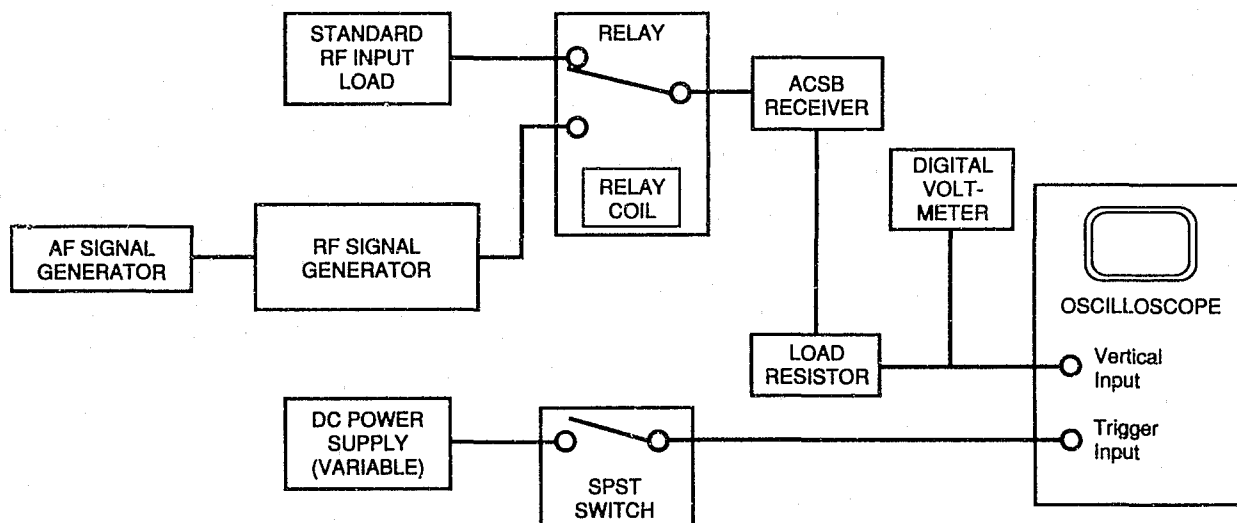 STANDARD
RF INPUT
LOAD
RELAY
RELAY
COIL
ACSB
RECEIVER
DIGITAL
VOLT-
METER
AF SIGNAL
GENERATOR
RF SIGNAL
GENERATOR
OSCILLOSCOPE
LOAD
RESISTOR
Vertical
Input
DC POWER
SUPPLY
(VARIABLE)
SPST
SWITCH
Trigger
Input